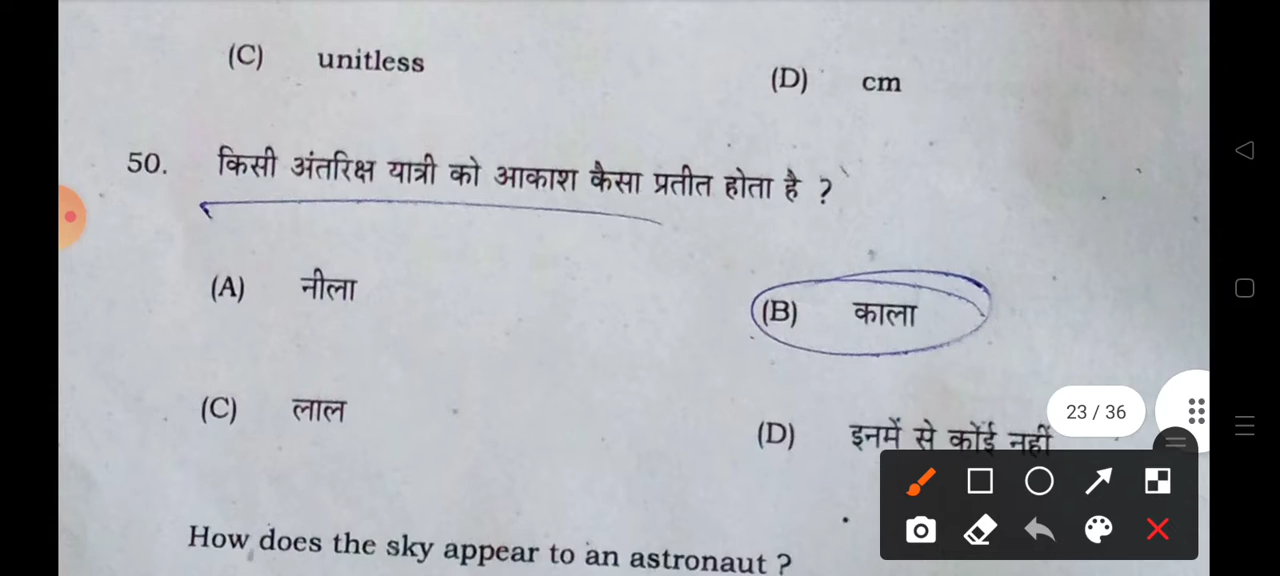 (C) unitless
(D) cm
50. किसी अंतरिक्ष यात्री को आकाश कैसा प्रतीत होता है ?
(A) नीला
(B) काला
(C) लाल
(D) इनमें से कोई नहीं
23 / 36
How does the sky appear to an astronaut ?